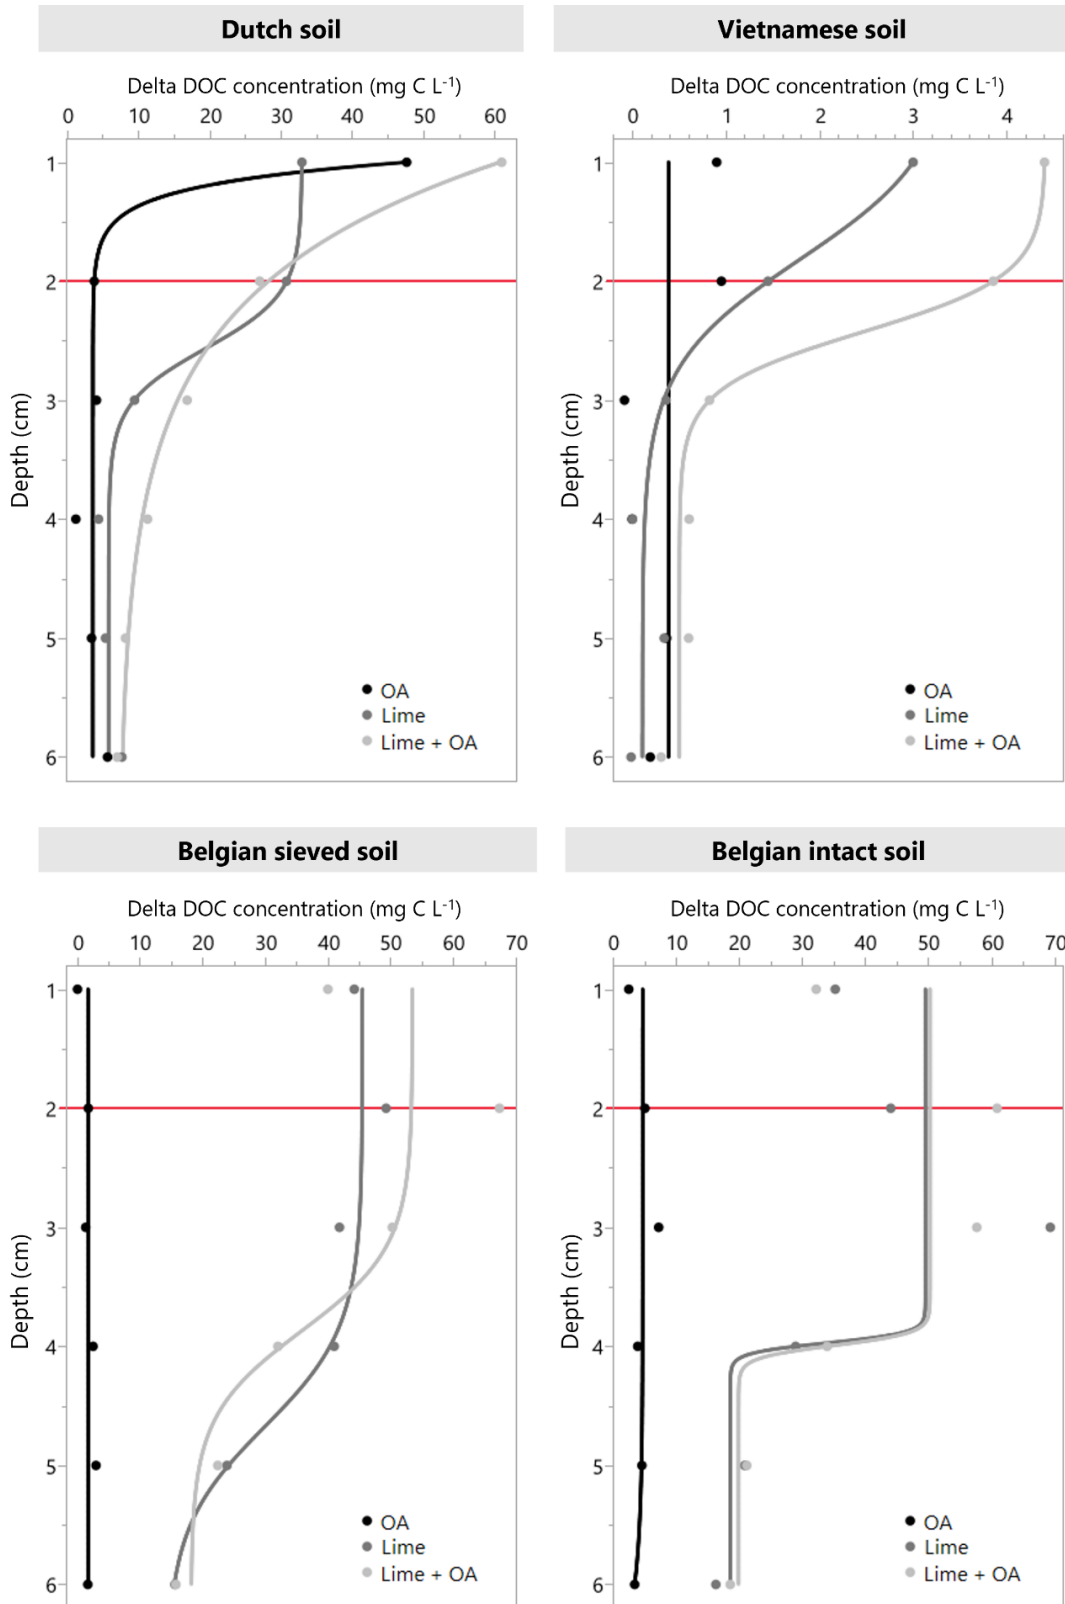 Dutch soil
Delta DOC concentration (mg C L⁻¹)
0 10 20 30 40 50 60
1
2
3
4
5
6
Depth (cm)
OA
Lime
Lime + OA
Vietnamese soil
Delta DOC concentration (mg C L⁻¹)
0 1 2 3 4
1
2
3
4
5
6
Depth (cm)
OA
Lime
Lime + OA
Belgian sieved soil
Delta DOC concentration (mg C L⁻¹)
0 10 20 30 40 50 60 70
1
2
3
4
5
6
Depth (cm)
OA
Lime
Lime + OA
Belgian intact soil
Delta DOC concentration (mg C L⁻¹)
0 10 20 30 40 50 60 70
1
2
3
4
5
6
Depth (cm)
OA
Lime
Lime + OA